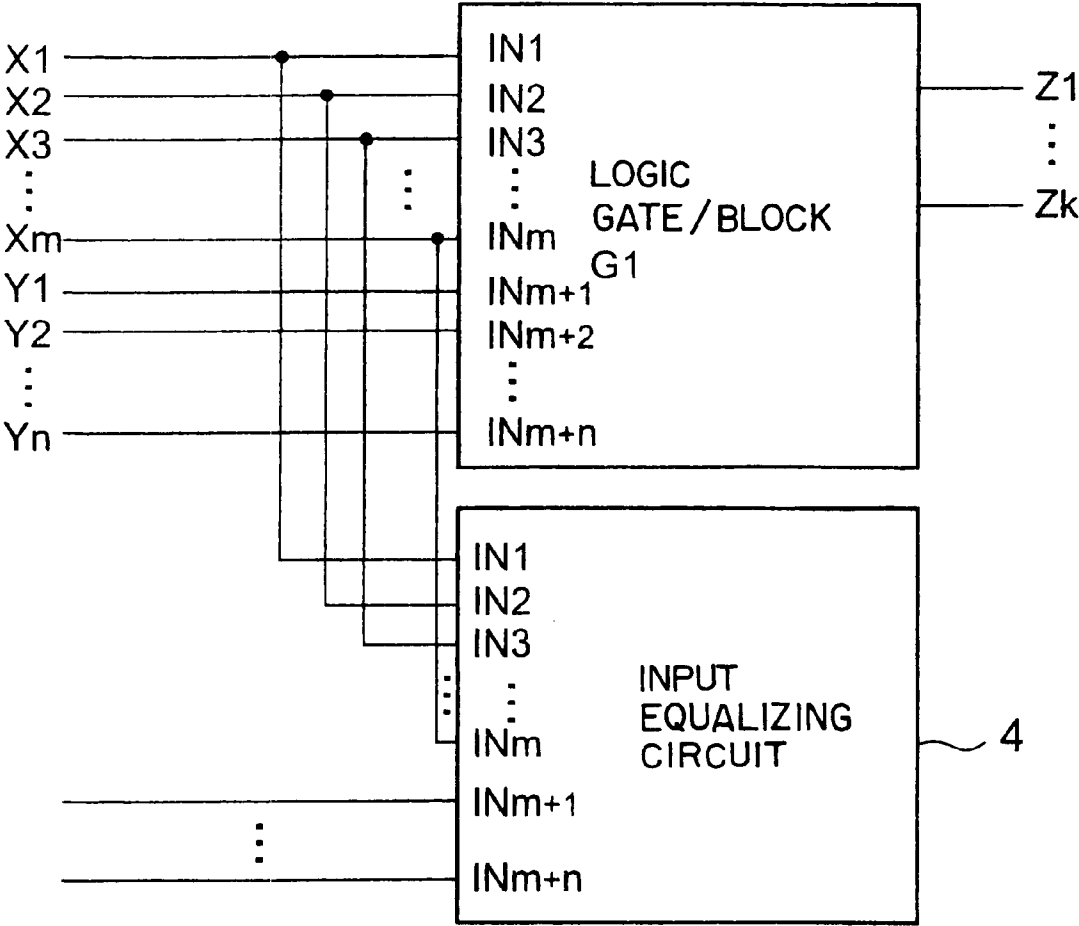 X1
X2
X3
Xm
Y1
Y2
Yn
IN1
IN2
IN3
INm
INm+1
INm+2
INm+n
LOGIC
GATE/BLOCK
G1
Z1
Zk
IN1
IN2
IN3
INm
INm+1
INm+n
INPUT
EQUALIZING
CIRCUIT
4